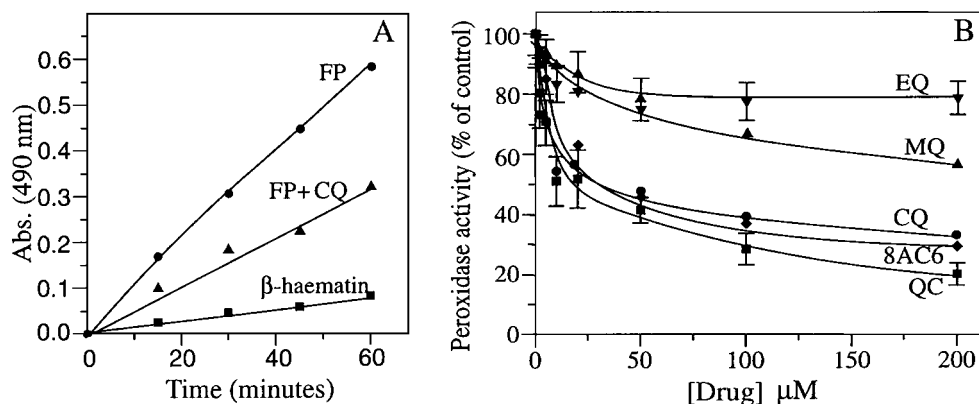 A
Abs. (490 nm)
0.6
0.5
0.4
0.3
0.2
0.1
0.0
FP
FP+CQ
β-haematin
0
20
40
60
Time (minutes)
B
Peroxidase activity (% of control)
100
80
60
40
20
0
EQ
MQ
CQ
8AC6
QC
0
50
100
150
200
[Drug] μM